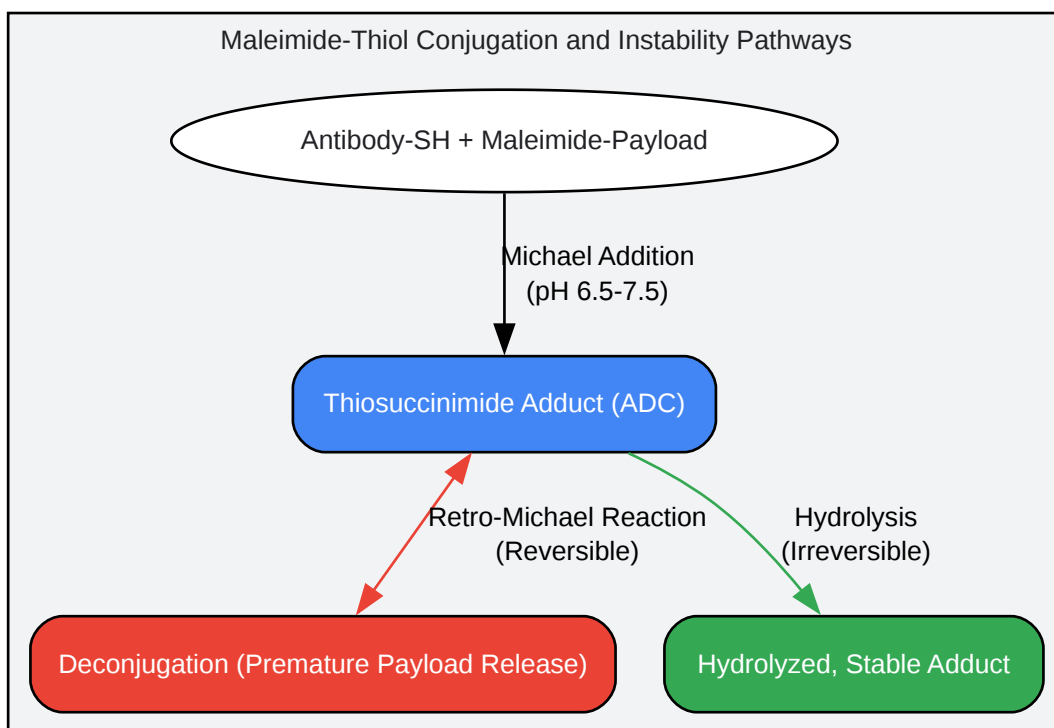 Maleimide-Thiol Conjugation and Instability Pathways
Antibody-SH + Maleimide-Payload
Michael Addition
(pH 6.5-7.5)
Thiosuccinimide Adduct (ADC)
Retro-Michael Reaction
(Reversible)
Hydrolysis
(Irreversible)
Deconjugation (Premature Payload Release)
Hydrolyzed, Stable Adduct